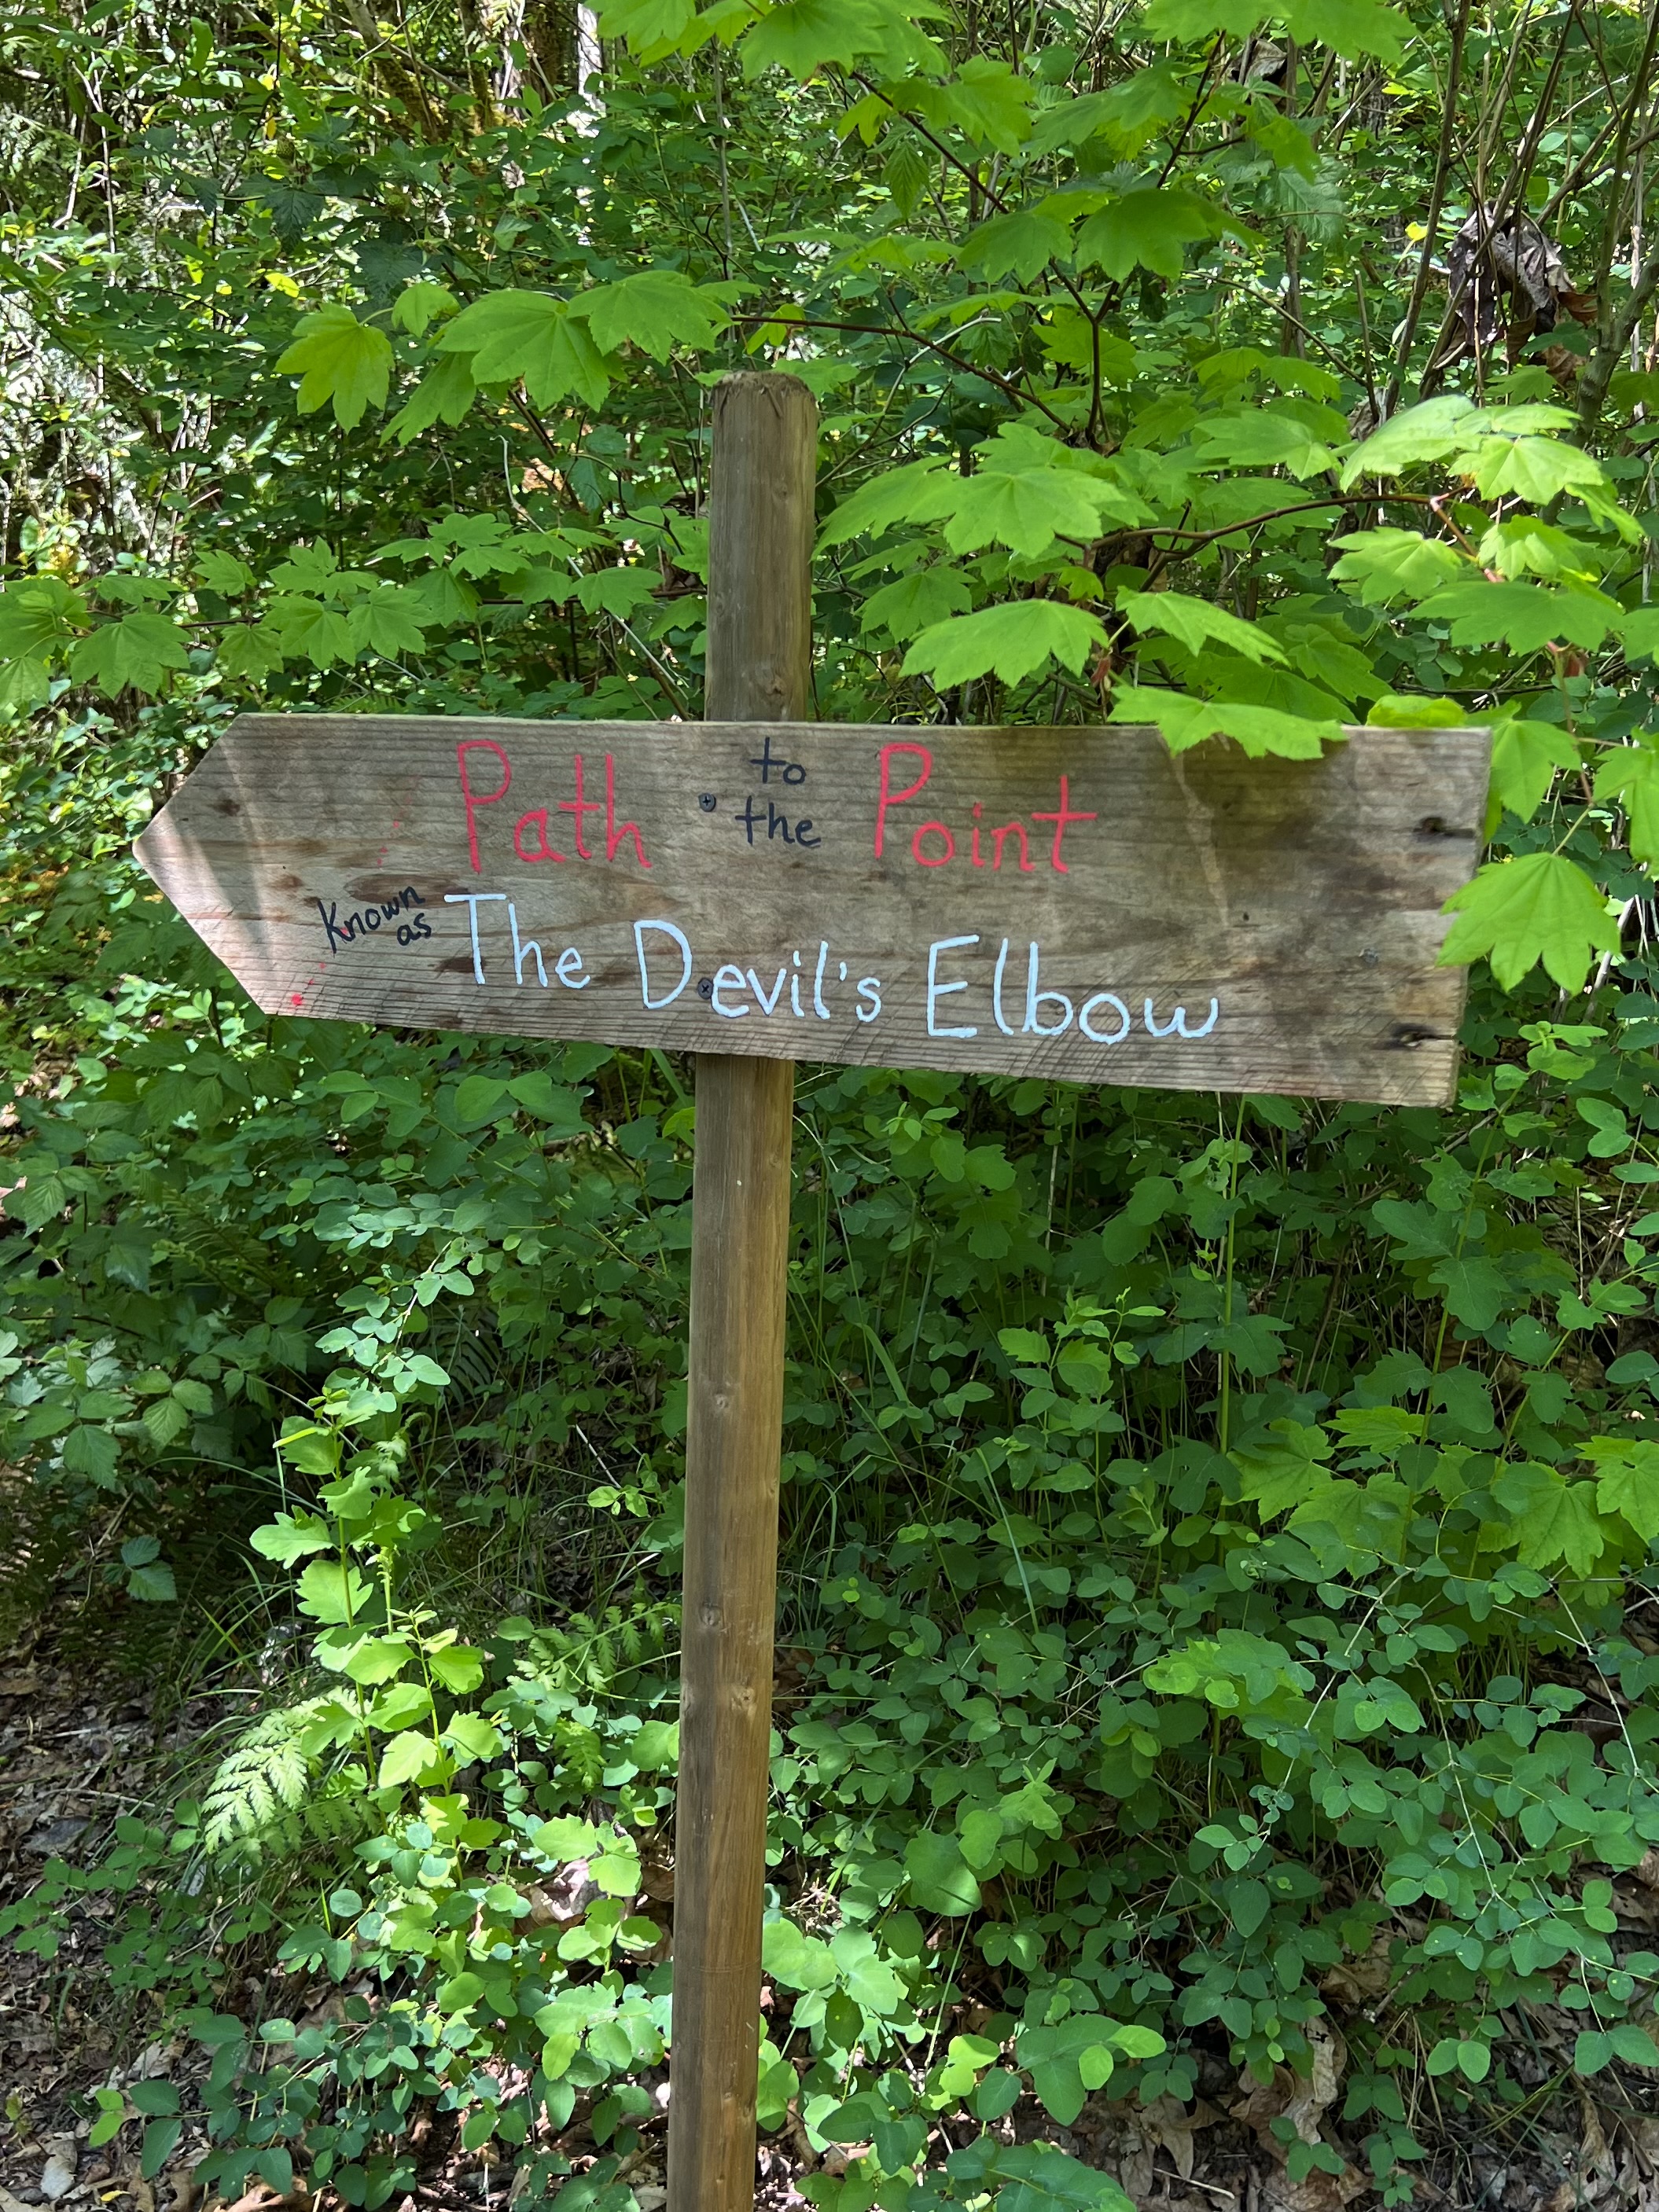 Path to the Point
Known as The Devil's Elbow